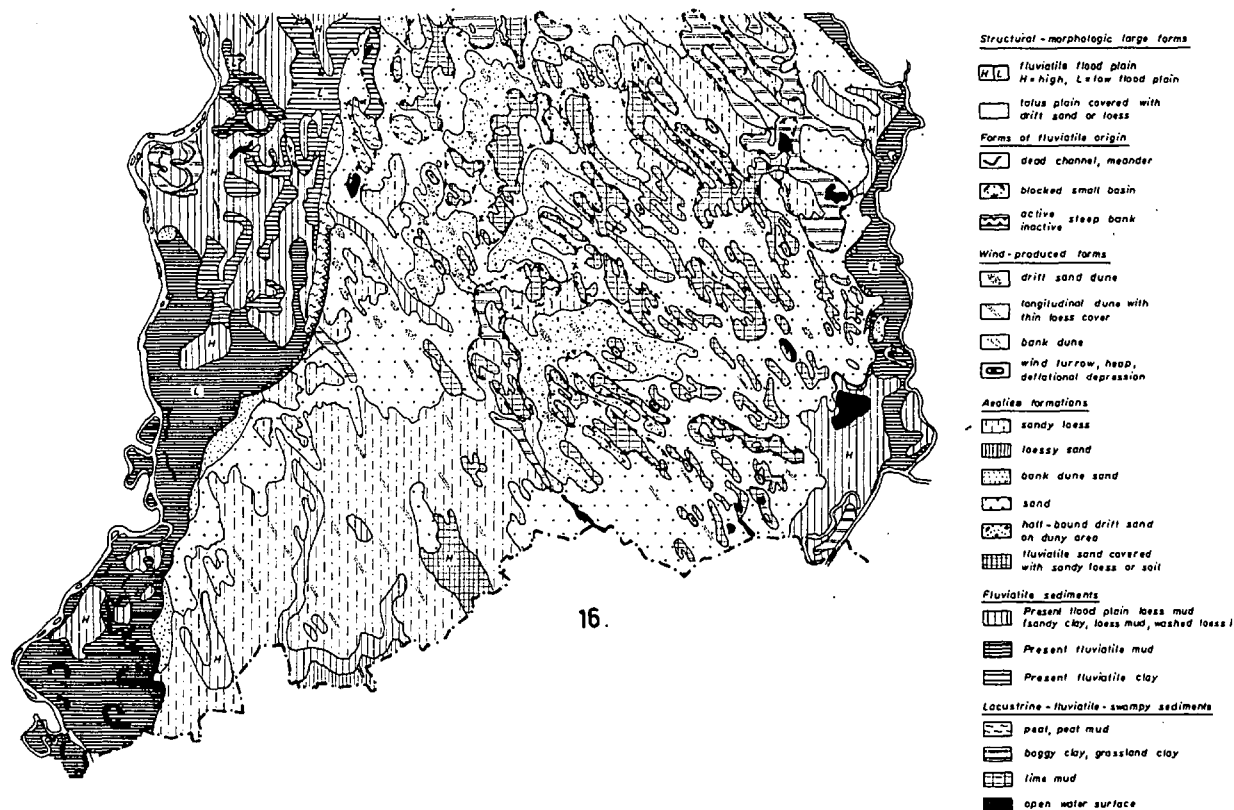 Structural - morphologic large forms
H L fluviatile flood plain
H = high, L = low flood plain
talus plain covered with
drift sand or loess
Forms of fluviatile origin
dead channel, meander
blocked small basin
active
steep bank
inactive
Wind-produced forms
drift sand dune
longitudinal dune with
thin loess cover
bank dune
wind furrow, heap,
deflational depression
Aeolian formations
sandy loess
loessy sand
bank dune sand
sand
half-bound drift sand
on duny area
fluviatile sand covered
with sandy loess or soil
Fluviatile sediments
Present flood plain loess mud
(sandy clay, loess mud, washed loess)
Present fluviatile mud
Present fluviatile clay
Lacustrine - fluviatile - swampy sediments
peat, peat mud
boggy clay, grassland clay
lime mud
open water surface
H
L
H
H
L
H
L
H
H
H
H
16.